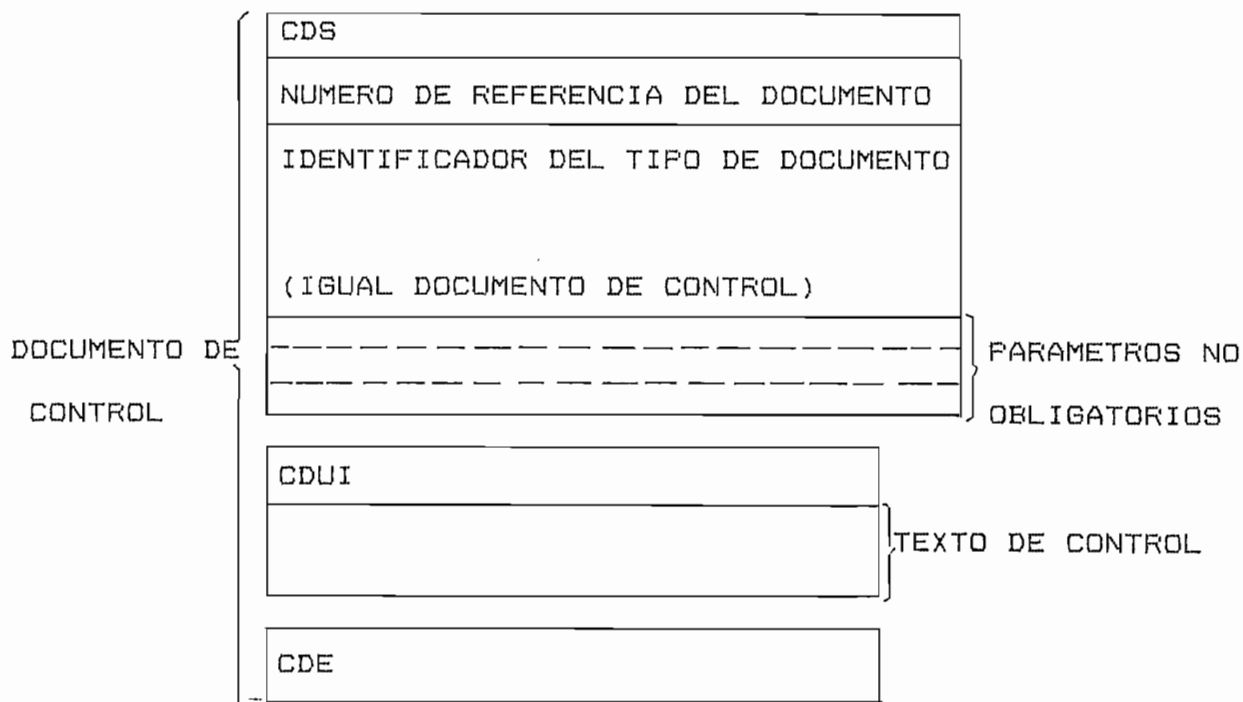 CDS
NUMERO DE REFERENCIA DEL DOCUMENTO
IDENTIFICADOR DEL TIPO DE DOCUMENTO
(IGUAL DOCUMENTO DE CONTROL)
DOCUMENTO DE
CONTROL
PARAMETROS NO
OBLIGATORIOS
CDUI
TEXTO DE CONTROL
CDE